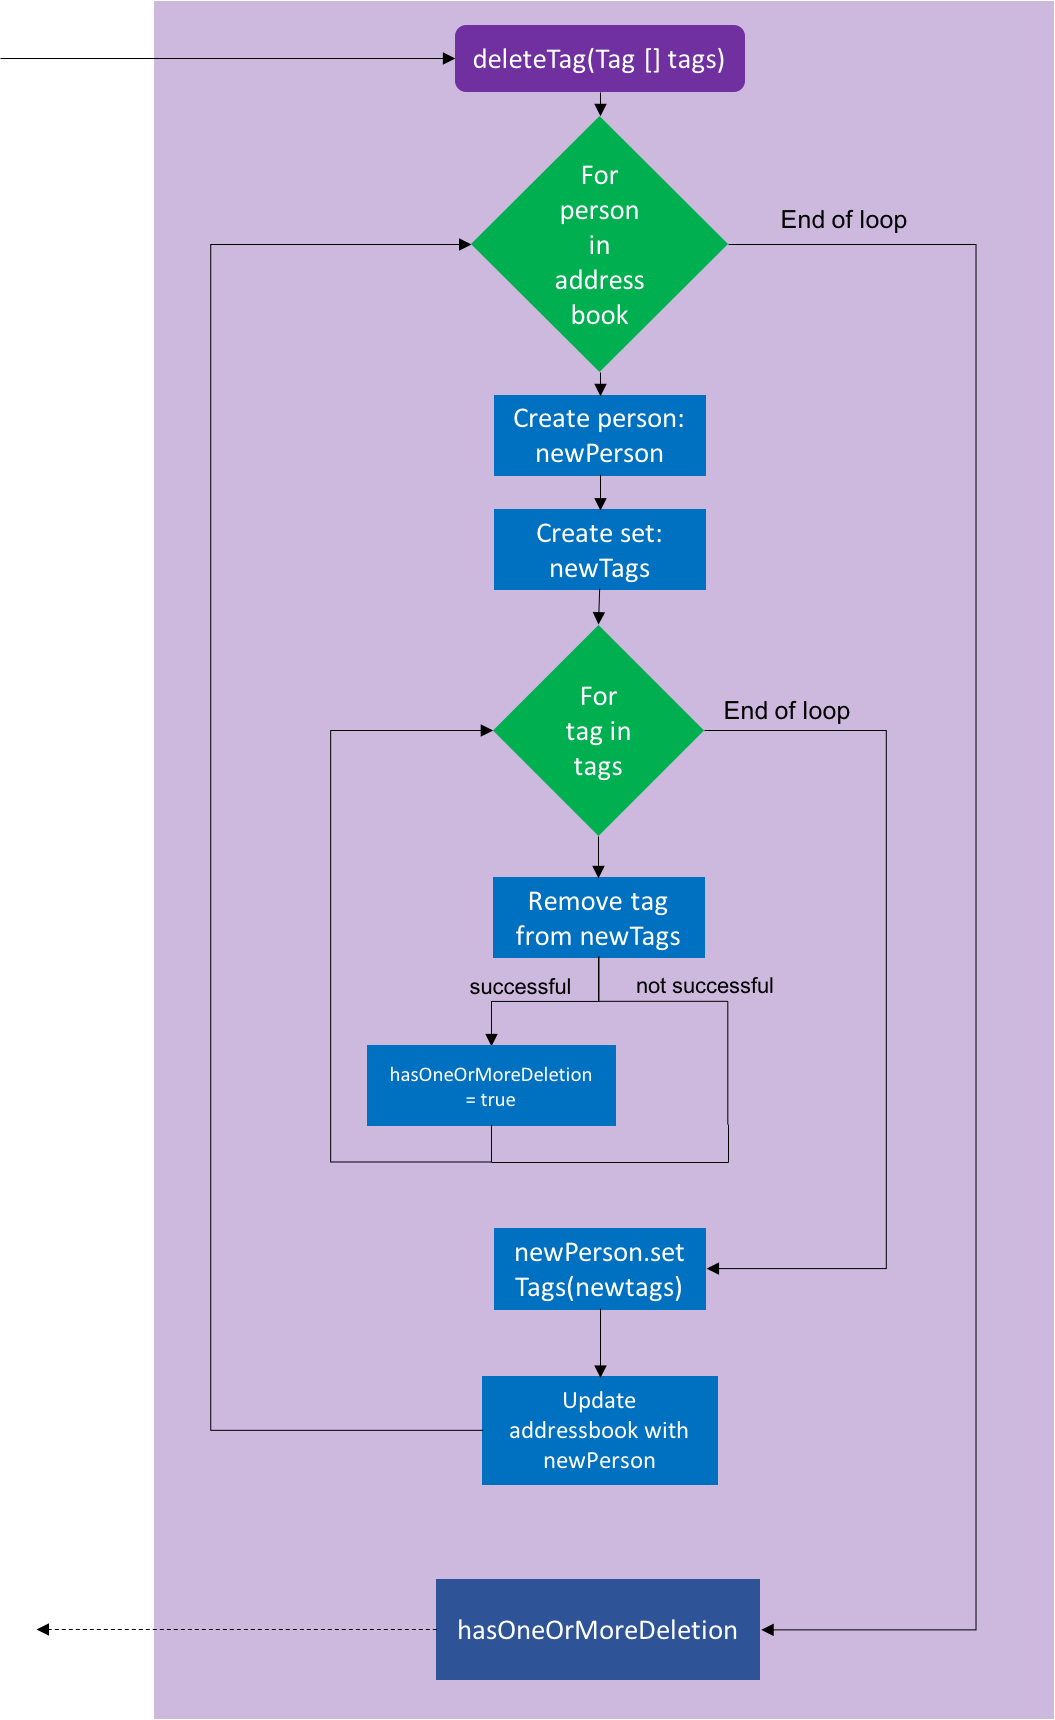 deleteTag(Tag [] tags)
For
person
in
address
book
End of loop
Create person:
newPerson
Create set:
newTags
For
tag in
tags
End of loop
Remove tag
from newTags
successful
not successful
hasOneOrMoreDeletion
= true
newPerson.set
Tags(newtags)
Update
addressbook with
newPerson
hasOneOrMoreDeletion